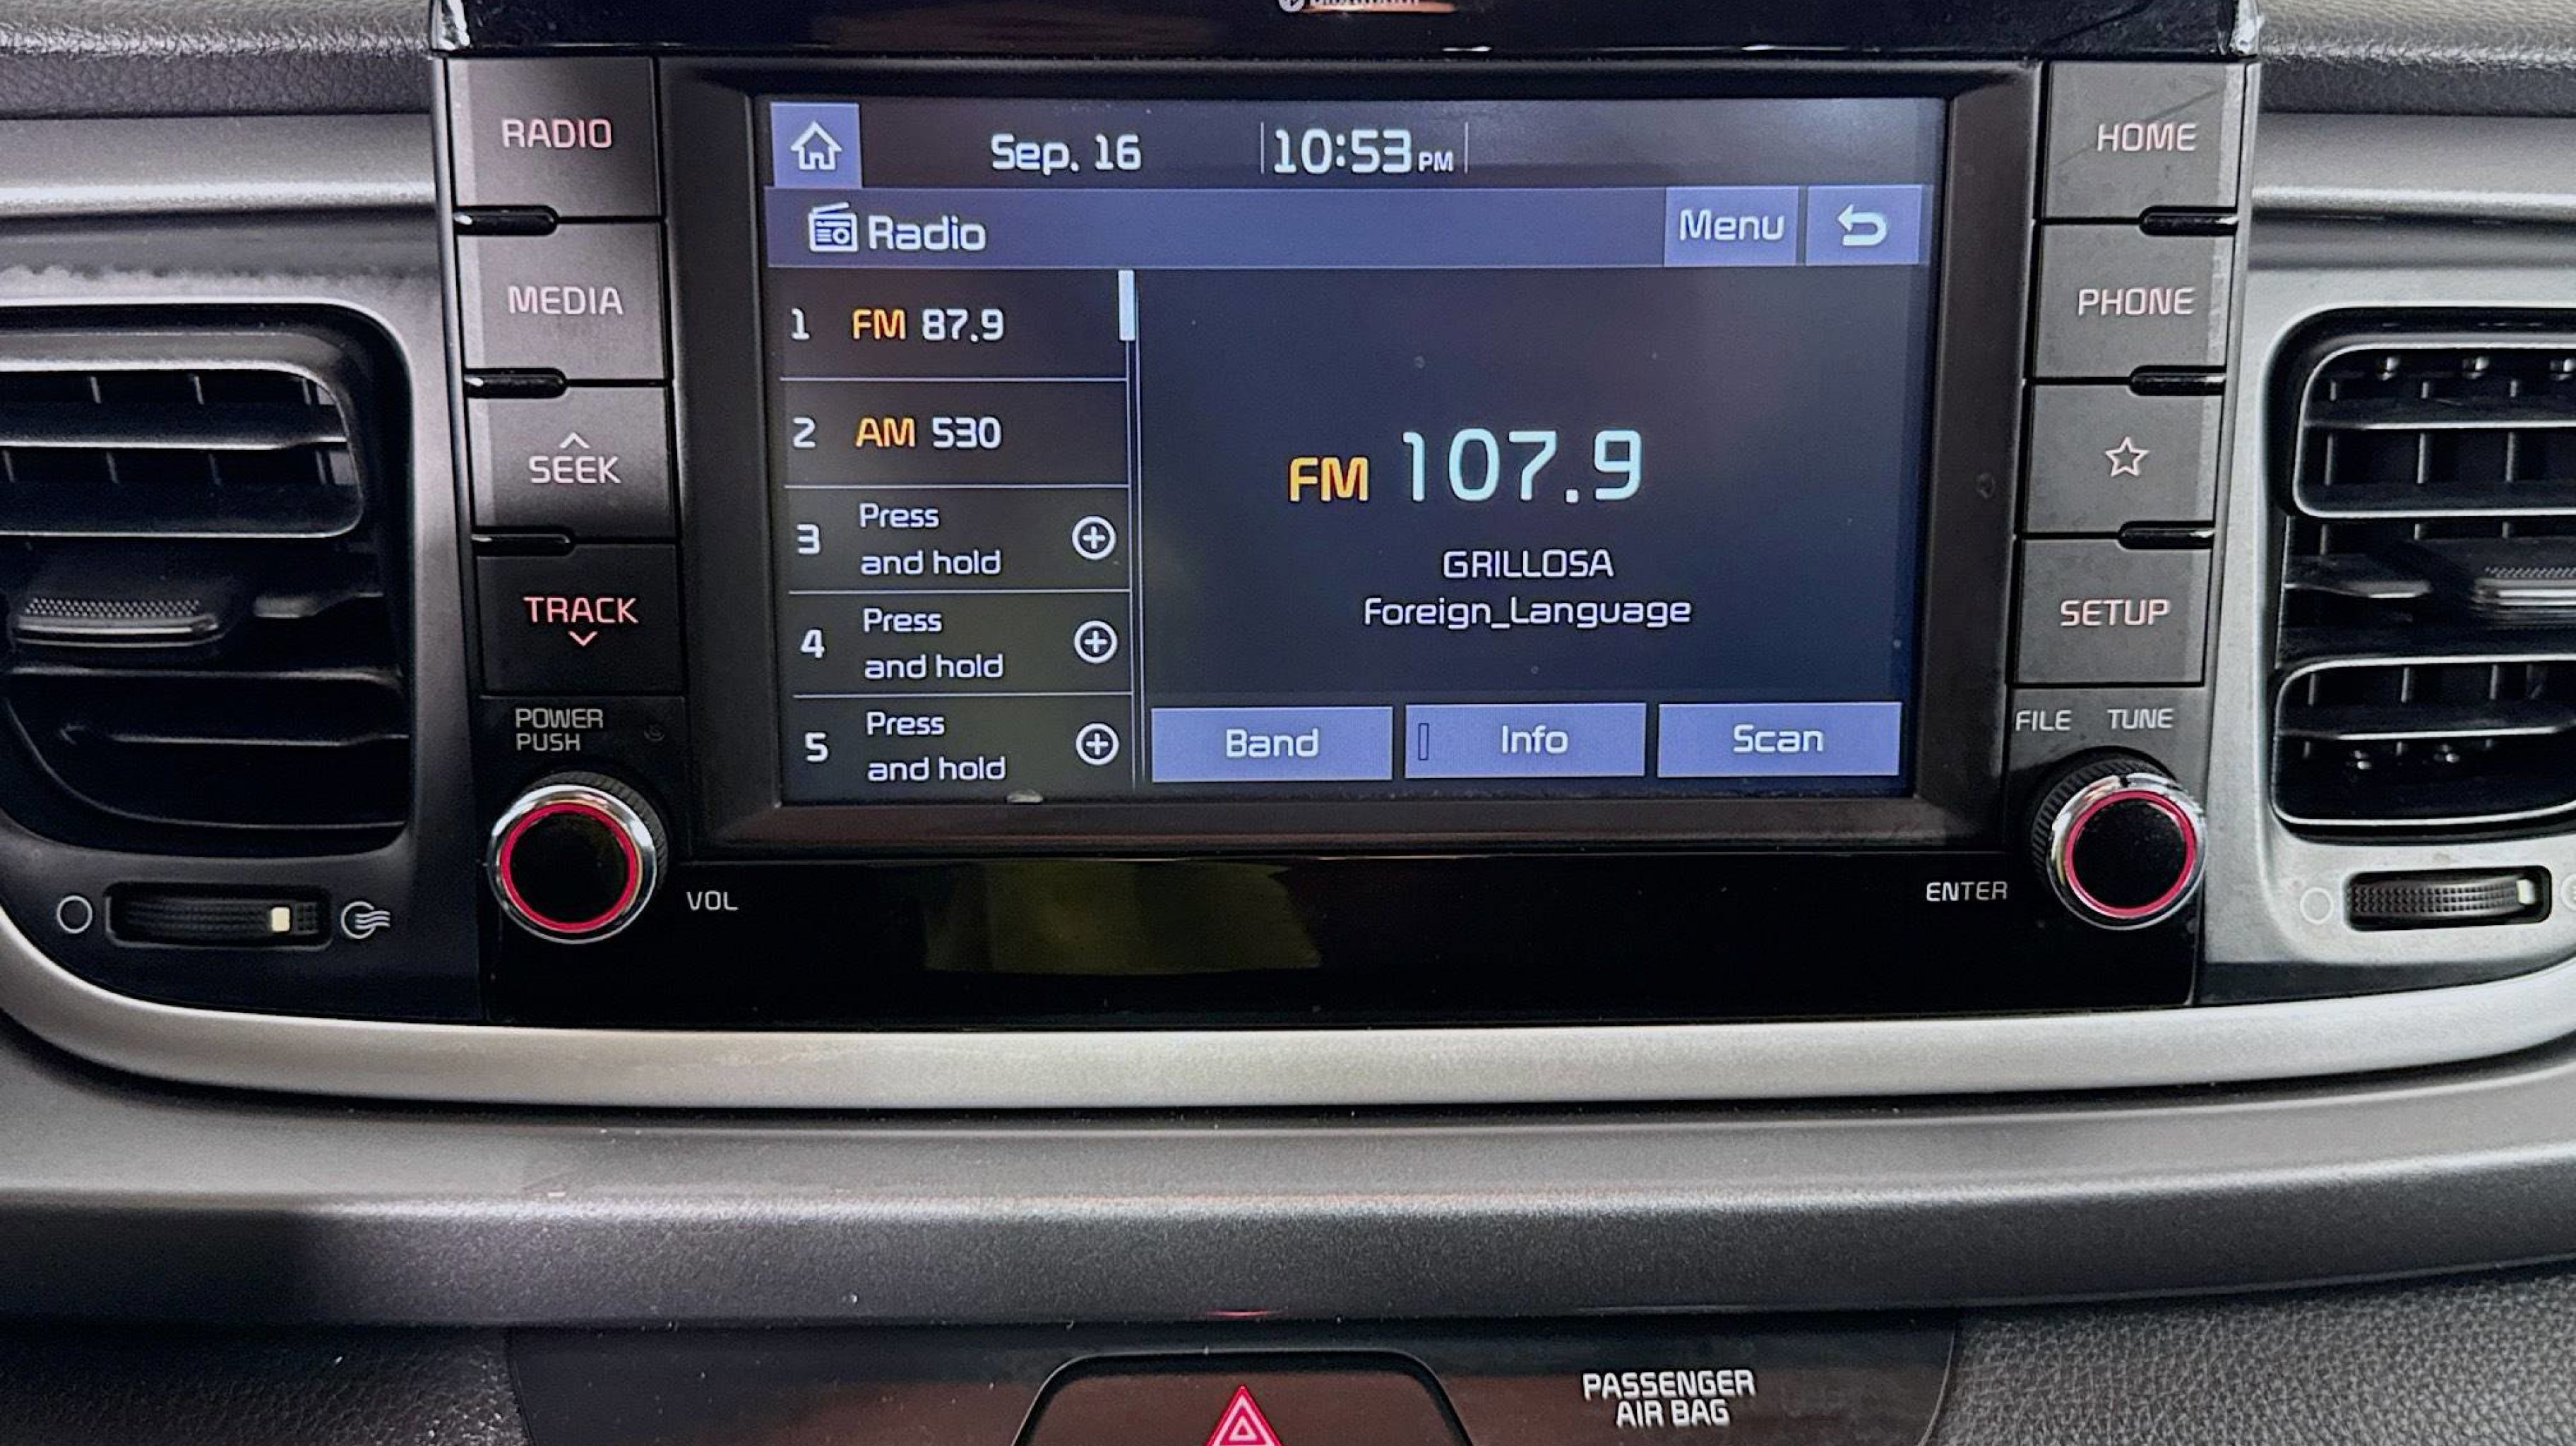 RADIO
MEDIA
SEEK
TRACK
POWER
PUSH
VOL
Sep. 16
10:53 PM
Radio
Menu
1 FM 87.9
2 AM 530
3 Press
and hold
4 Press
and hold
5 Press
and hold
FM 107.9
GRILLOSA
Foreign_Language
Band
Info
Scan
HOME
PHONE
SETUP
FILE TUNE
ENTER
PASSENGER
AIR BAG